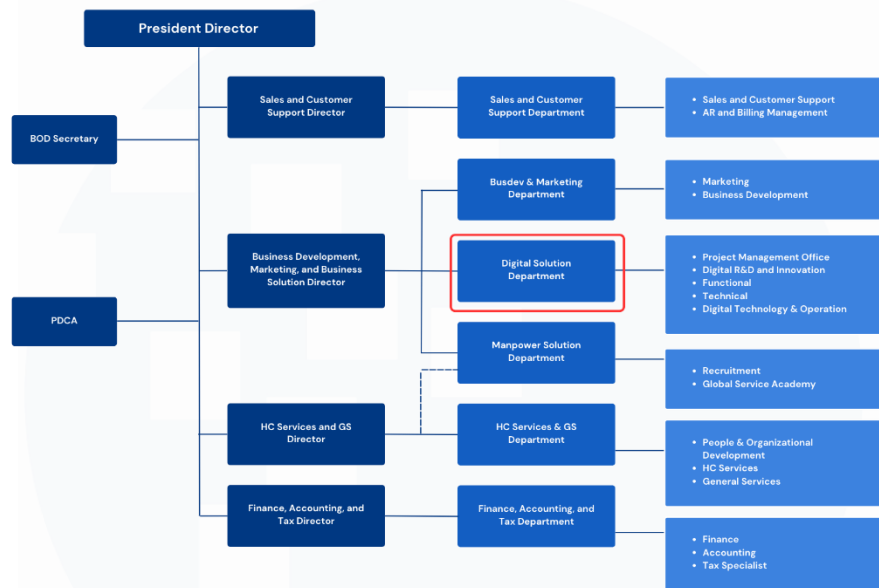 President Director
Sales and Customer
Support Director
Sales and Customer
Support Department
• Sales and Customer Support
• AR and Billing Management
BOD Secretary
Busdev & Marketing
Department
• Marketing
• Business Development
Business Development,
Marketing, and Business
Solution Director
Digital Solution
Department
• Project Management Office
• Digital R&D and Innovation
• Functional
• Technical
• Digital Technology & Operation
PDCA
Manpower Solution
Department
• Recruitment
• Global Service Academy
HC Services and GS
Director
HC Services & GS
Department
• People & Organizational
Development
• HC Services
• General Services
Finance, Accounting, and
Tax Director
Finance, Accounting, and
Tax Department
• Finance
• Accounting
• Tax Specialist